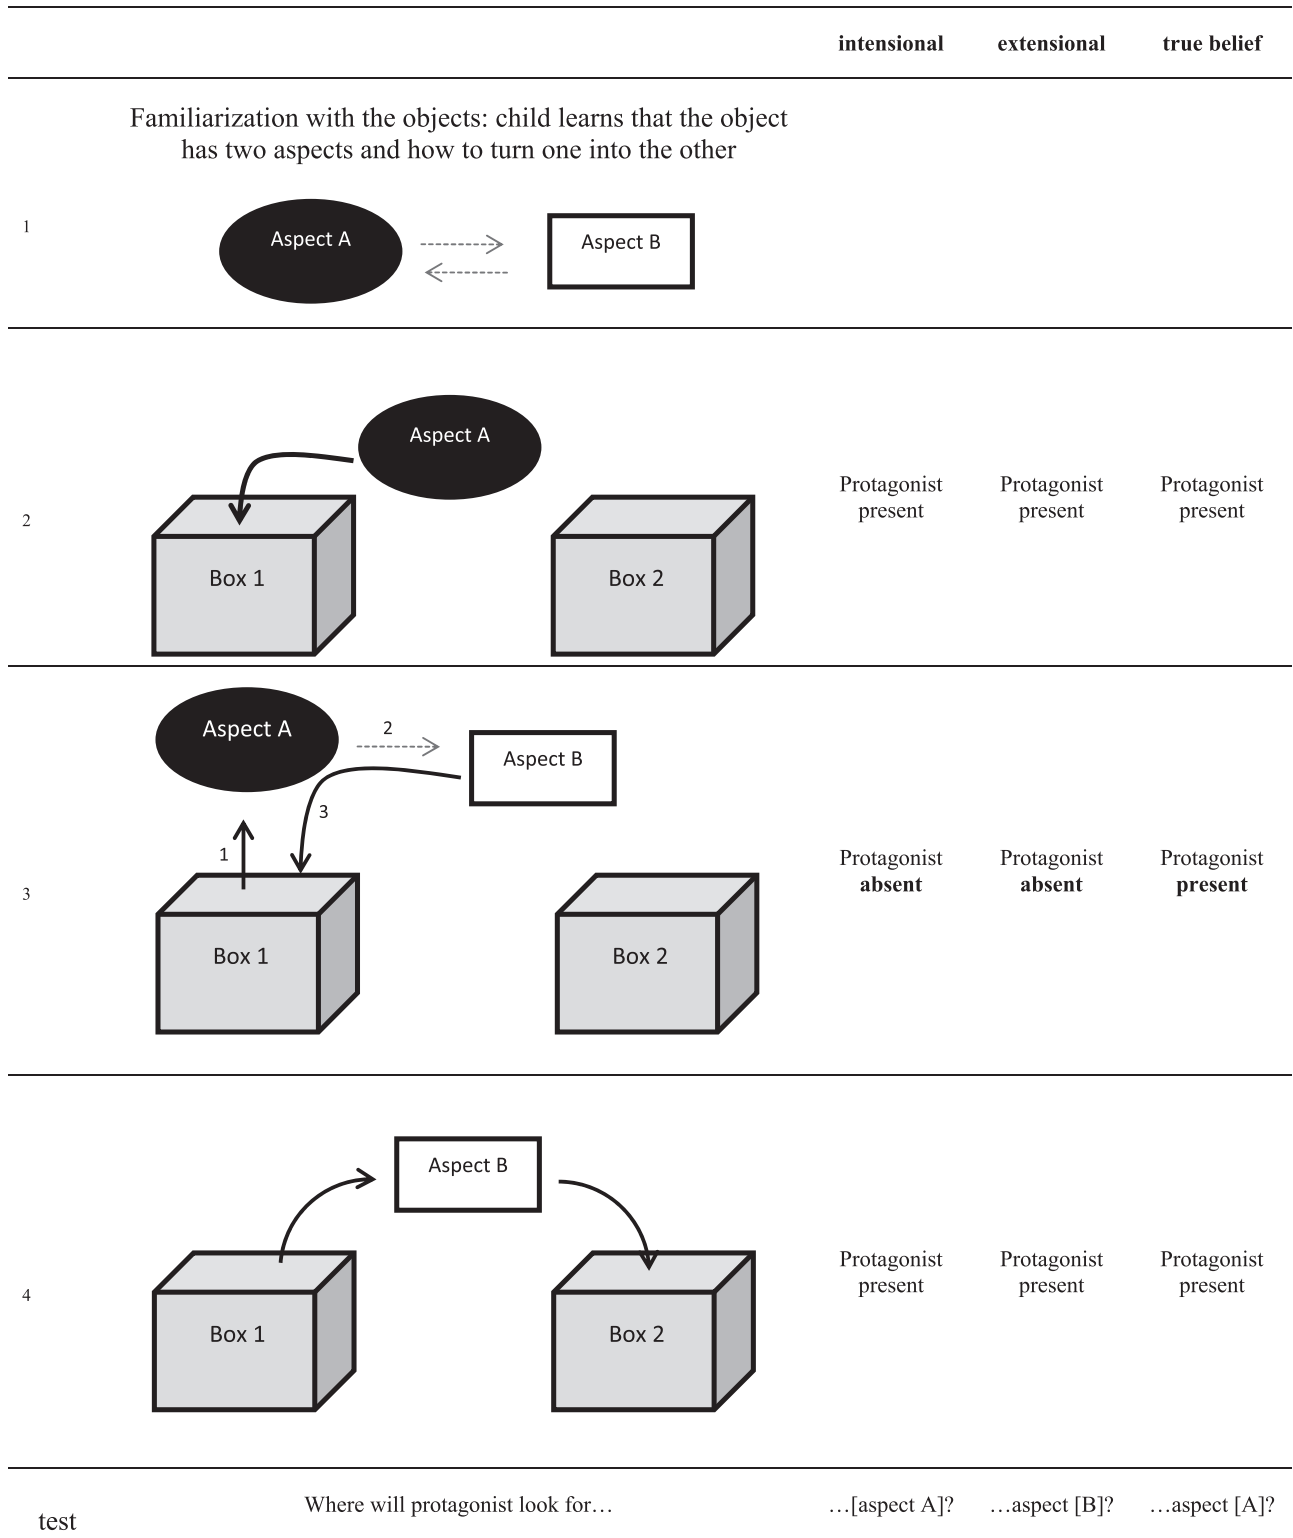 intensional extensional true belief
Familiarization with the objects: child learns that the object
has two aspects and how to turn one into the other
1
Aspect A
Aspect B
Aspect A
2
Box 1
Box 2
Protagonist
present
Protagonist
present
Protagonist
present
Aspect A
2
Aspect B
3
1
3
Box 1
Box 2
Protagonist
absent
Protagonist
absent
Protagonist
present
Aspect B
4
Box 1
Box 2
Protagonist
present
Protagonist
present
Protagonist
present
test
Where will protagonist look for… …[aspect A]? …aspect [B]? …aspect [A]?